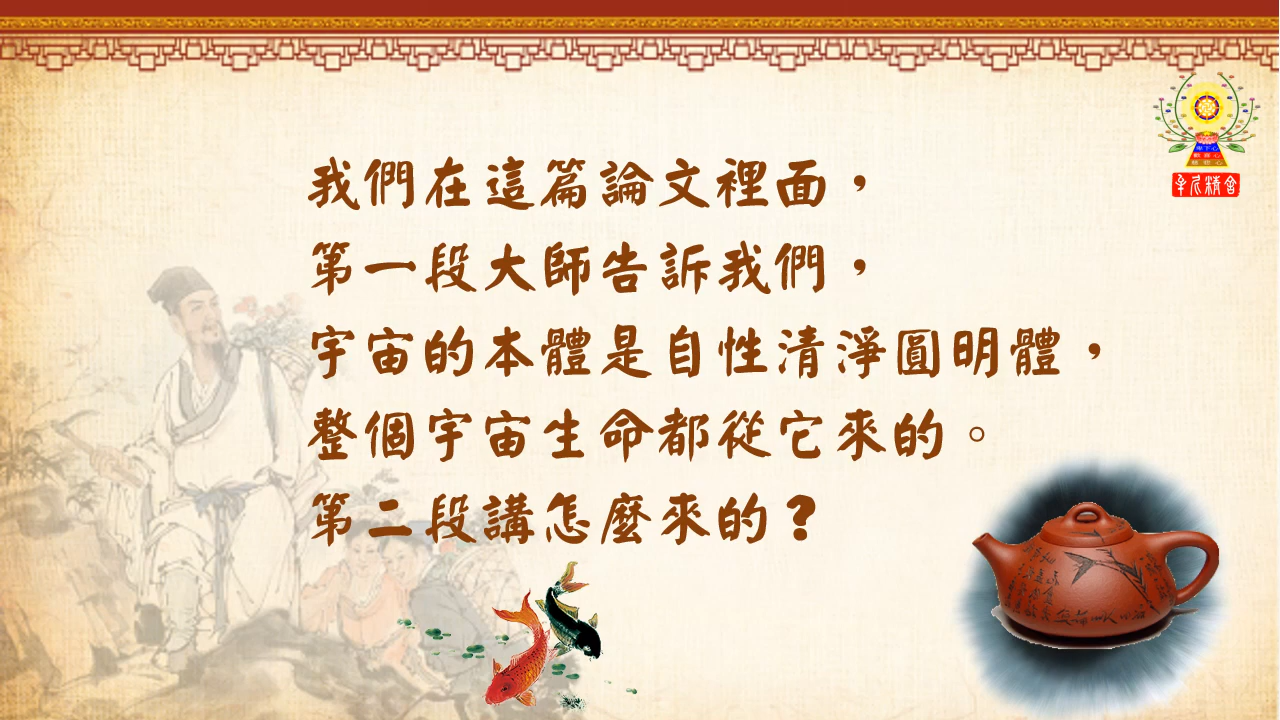 我們在這篇論文裡面，
第一段大師告訴我們，
宇宙的本體是自性清淨圓明體，
整個宇宙生命都從它來的。
第二段講怎麼來的？